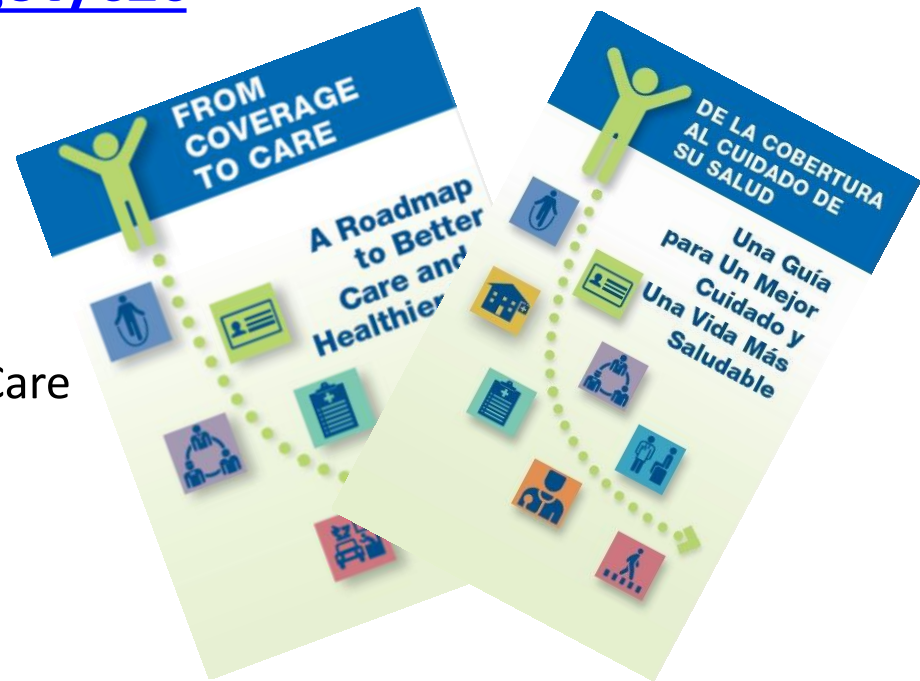 Care
FROM
COVERAGE
TO CARE
A Roadmap
to Better
Care and
DE LA COBERTURA
AL CUIDADO DE
SU SALUD
Una Guía
para Un Mejor
Cuidado y
Una Vida Más
Saludable